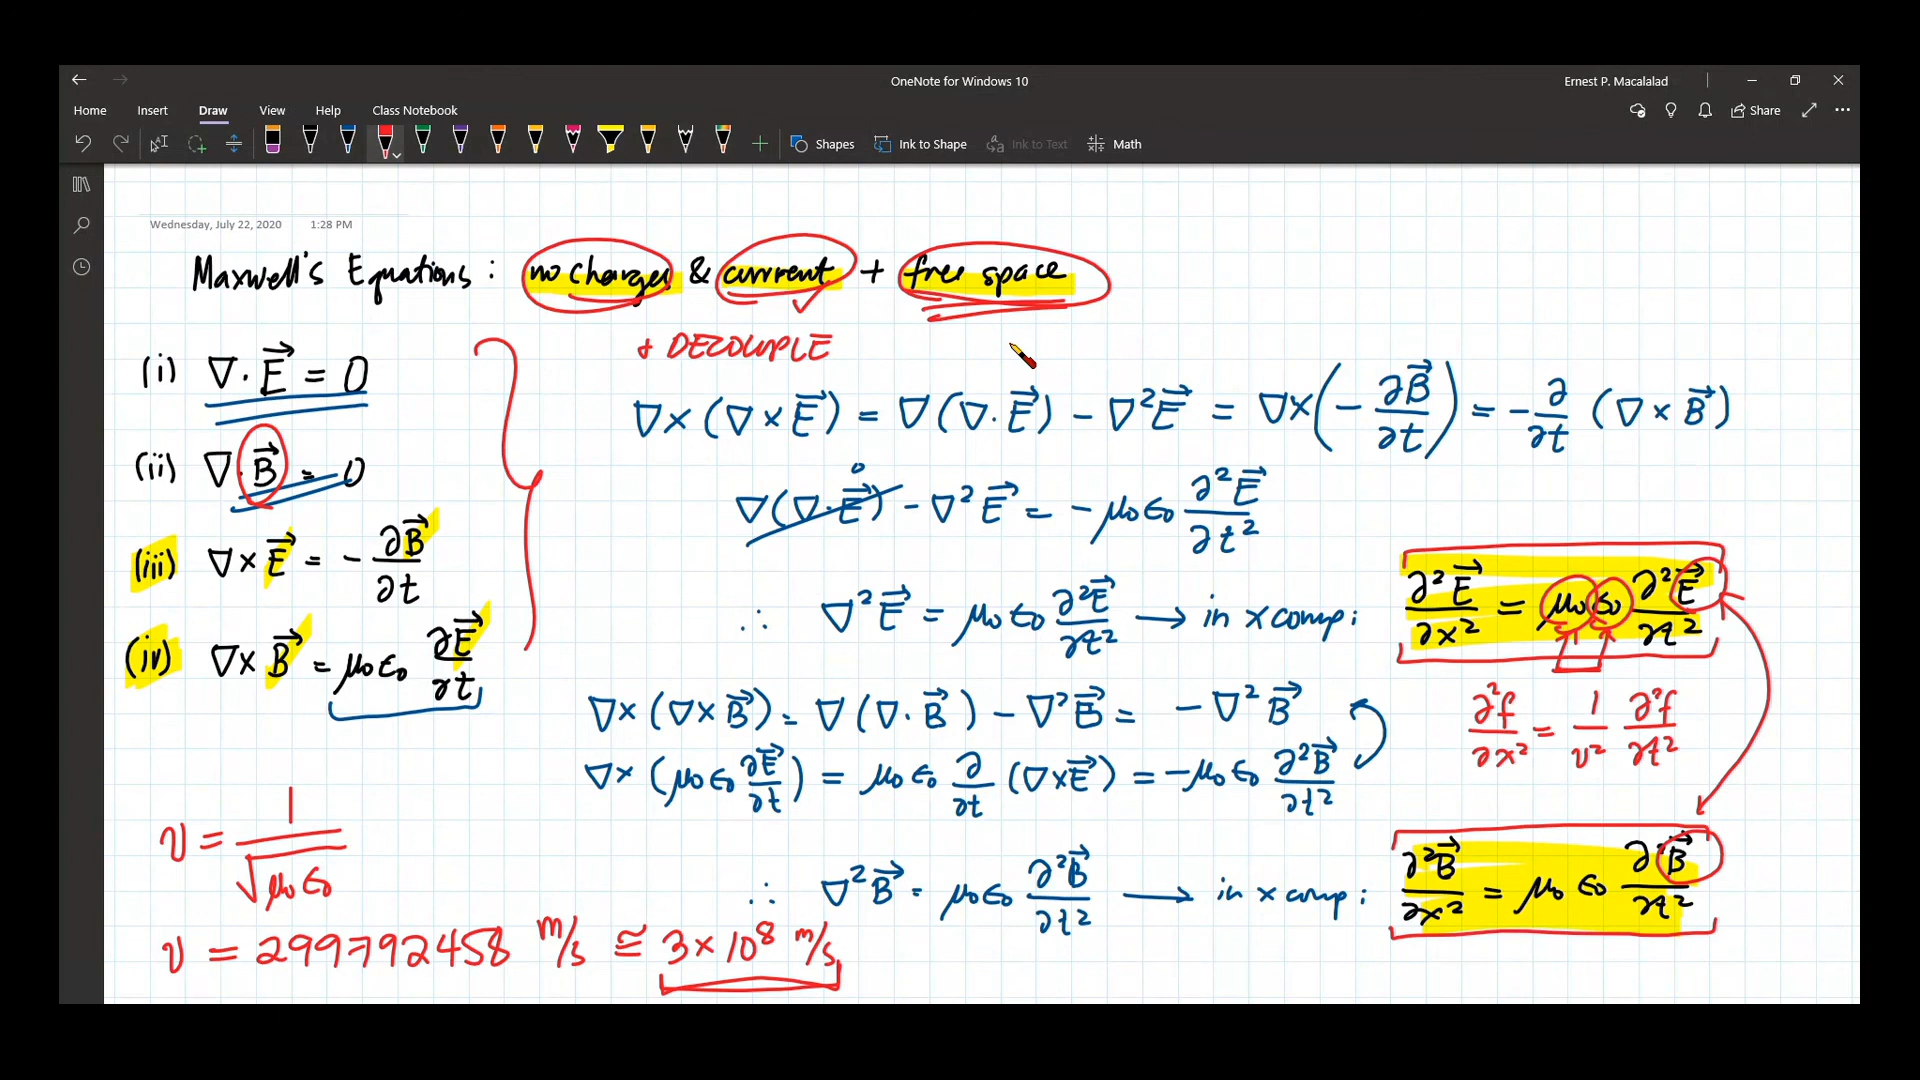 OneNote for Windows 10
Ernest P. Macalalad
Home Insert Draw View Help Class Notebook
Share
Shapes Ink to Shape Ink to Text Math
Wednesday, July 22, 2020 1:28 PM
Maxwell's Equations : no charges & current + free space
+ DECOUPLE
(i) ∇·E⃗ = 0
(ii) ∇·B⃗ = 0
(iii) ∇×E⃗ = - ∂B⃗/∂t
(iv) ∇×B⃗ = μ₀ε₀ ∂E⃗/∂t
v = 1/√μ₀ε₀
v = 299792458 m/s ≅ 3×10⁸ m/s
∇×(∇×E⃗) = ∇(∇·E⃗) - ∇²E⃗ = ∇×(- ∂B⃗/∂t) = - ∂/∂t (∇×B⃗)
∇(∇·E⃗) 0 - ∇²E⃗ = - μ₀ε₀ ∂²E⃗/∂t²
∴ ∇²E⃗ = μ₀ε₀ ∂²E⃗/∂t² → in x comp : ∂²E⃗/∂x² = μ₀ε₀ ∂²E⃗/∂t²
∇×(∇×B⃗) = ∇(∇·B⃗) - ∇²B⃗ = - ∇²B⃗
∂²f/∂x² = 1/v² ∂²f/∂t²
∇×(μ₀ε₀ ∂E⃗/∂t) = μ₀ε₀ ∂/∂t (∇×E⃗) = -μ₀ε₀ ∂²B⃗/∂t²
∴ ∇²B⃗ = μ₀ε₀ ∂²B⃗/∂t² → in x comp : ∂²B⃗/∂x² = μ₀ε₀ ∂²B⃗/∂t²